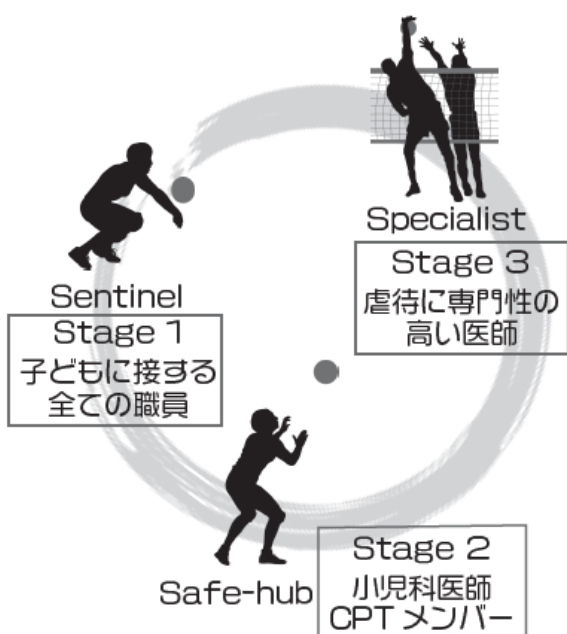 Sentinel
Stage 1
子どもに接する
全ての職員
Safe-hub
Stage 2
小児科医師
CPT メンバー
Specialist
Stage 3
虐待に専門性の
高い医師